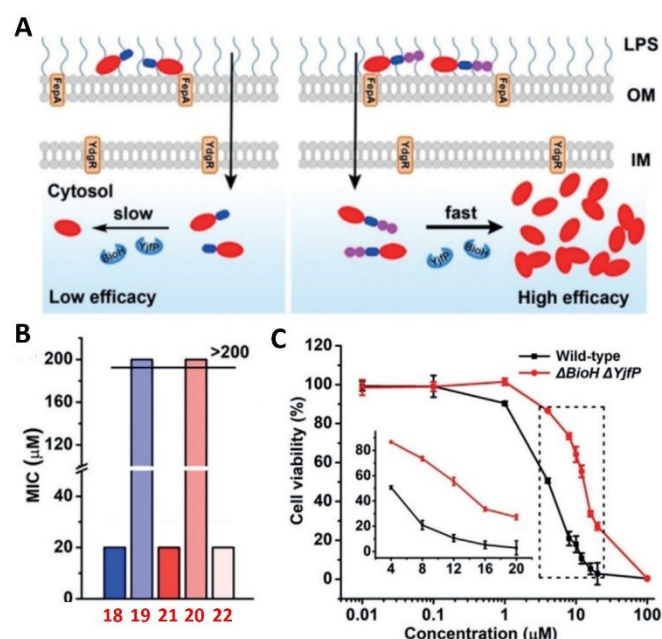 A
LPS
FepA
FepA
FepA
FepA
OM
YdgR
YdgR
YdgR
YdgR
IM
Cytosol
slow
BioH
YjfP
Low efficacy
fast
YjfP
BioH
High efficacy
B
>200
200
160
120
80
40
20
0
MIC (μM)
18 19 21 20 22
C
Wild-type
ΔBioH ΔYjfP
120
100
80
60
40
20
0
Cell viability (%)
80
60
40
20
0
4 8 12 16 20
0.01 0.1 1 10 100
Concentration (μM)